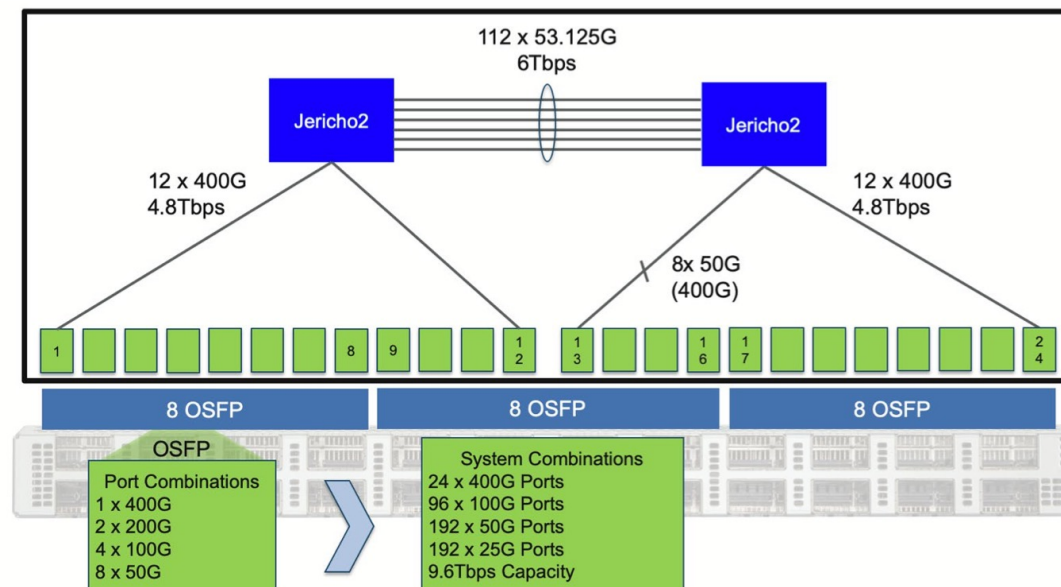 112 x 53.125G
6Tbps
Jericho2
Jericho2
12 x 400G
4.8Tbps
12 x 400G
4.8Tbps
8x 50G
(400G)
1
8
9
1
2
1
3
1
6
1
7
2
4
8 OSFP
8 OSFP
8 OSFP
OSFP
Port Combinations
1 x 400G
2 x 200G
4 x 100G
8 x 50G
System Combinations
24 x 400G Ports
96 x 100G Ports
192 x 50G Ports
192 x 25G Ports
9.6Tbps Capacity